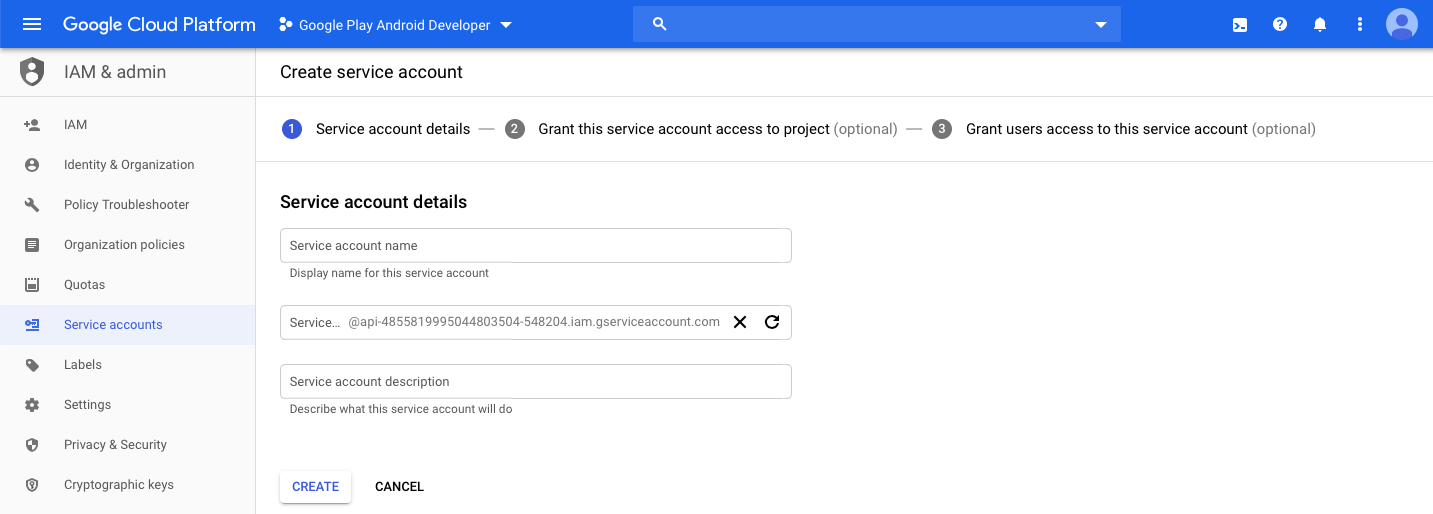 Google Cloud Platform Google Play Android Developer
IAM & admin
Create service account
1 Service account details — 2 Grant this service account access to project (optional) — 3 Grant users access to this service account (optional)
IAM
Identity & Organization
Policy Troubleshooter
Organization policies
Quotas
Service accounts
Labels
Settings
Privacy & Security
Cryptographic keys
Service account details
Service account name
Display name for this service account
Service... @api-4855819995044803504-548204.iam.gserviceaccount.com
Service account description
Describe what this service account will do
CREATE CANCEL